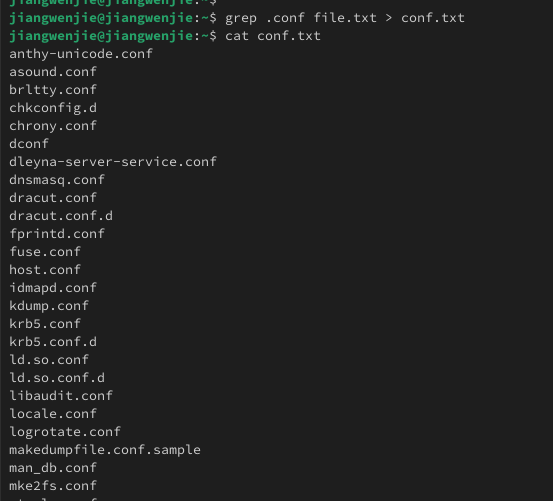 jiangwenjie@jiangwenjie:~$
jiangwenjie@jiangwenjie:~$ grep .conf file.txt > conf.txt
jiangwenjie@jiangwenjie:~$ cat conf.txt
anthy-unicode.conf
asound.conf
brltty.conf
chkconfig.d
chrony.conf
dconf
dleyna-server-service.conf
dnsmasq.conf
dracut.conf
dracut.conf.d
fprintd.conf
fuse.conf
host.conf
idmapd.conf
kdump.conf
krb5.conf
krb5.conf.d
ld.so.conf
ld.so.conf.d
libaudit.conf
locale.conf
logrotate.conf
makedumpfile.conf.sample
man_db.conf
mke2fs.conf